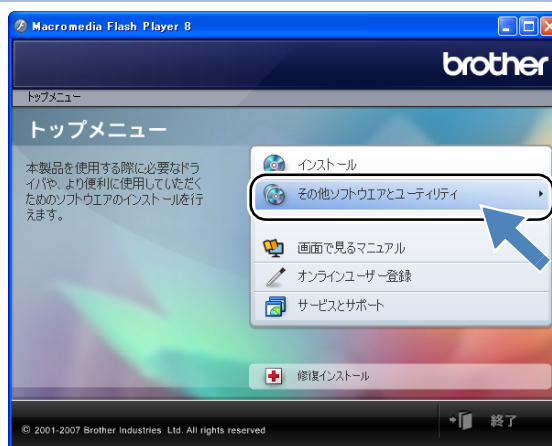 Macromedia Flash Player 8
brother
トップメニュー
トップメニュー
本製品を使用する際に必要なドラ
イバや、より便利に使用していただく
ためのソフトウエアのインストールを行
えます。
インストール
その他ソフトウエアとユーティリティ
画面で見るマニュアル
オンラインユーザー登録
サービスとサポート
修復インストール
© 2001-2007 Brother Industries Ltd. All rights reserved
終了